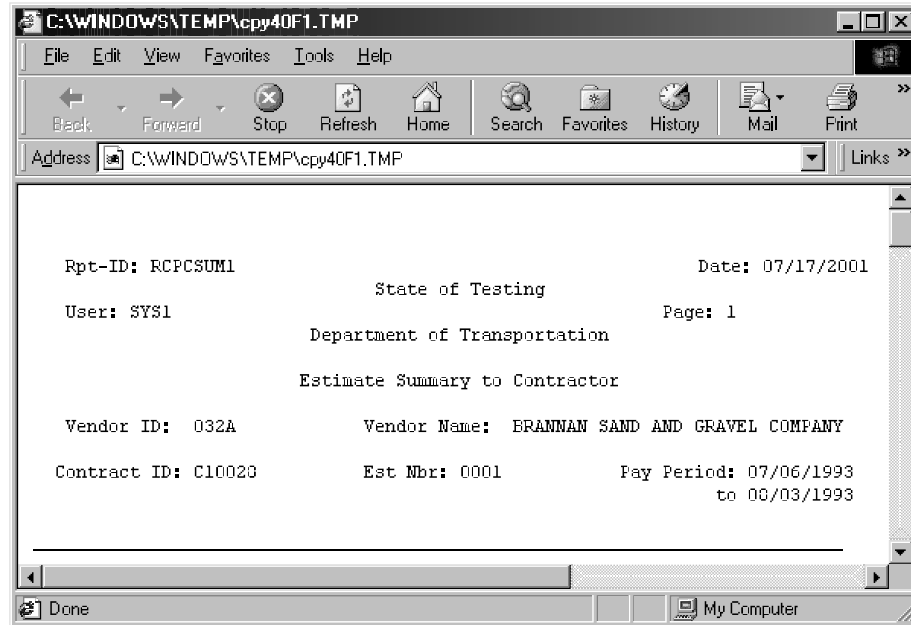 C:\WINDOWS\TEMP\cpy40F1.TMP
File Edit View Favorites Tools Help
Back Forward Stop Refresh Home Search Favorites History Mail Print
Address C:\WINDOWS\TEMP\cpy40F1.TMP Links
Rpt-ID: RCPCSUM1 Date: 07/17/2001
State of Testing
User: SYS1 Page: 1
Department of Transportation
Estimate Summary to Contractor
Vendor ID: 032A Vendor Name: BRANNAN SAND AND GRAVEL COMPANY
Contract ID: Est Nbr: 0001 Pay Period: 07/06/1993
to 08/03/1993
Done My Computer